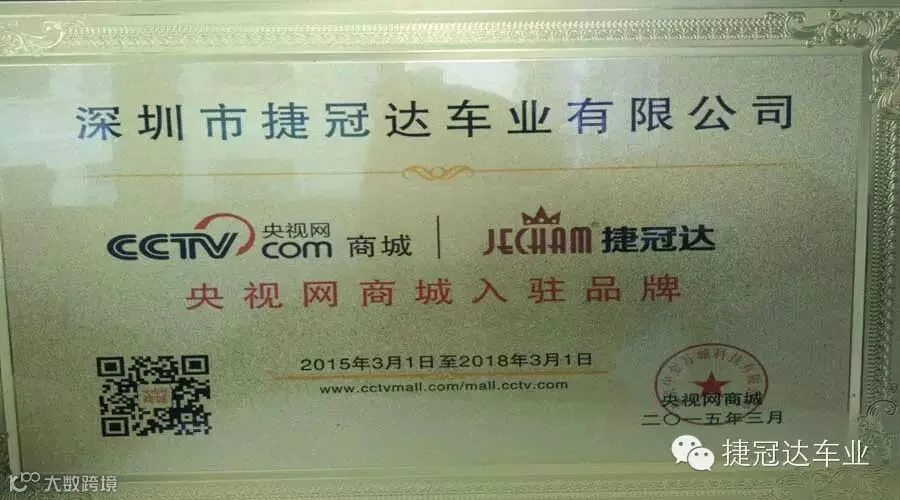 深圳市捷冠达车业有限公司
CCTV 央视网 com 商城 | JECHAM® 捷冠达
央视网商城入驻品牌
2015年3月1日至2018年3月1日
www.cctvmall.com/mall.cctv.com
央视网商城
二〇一五年三月
捷冠达车业
大数跨境